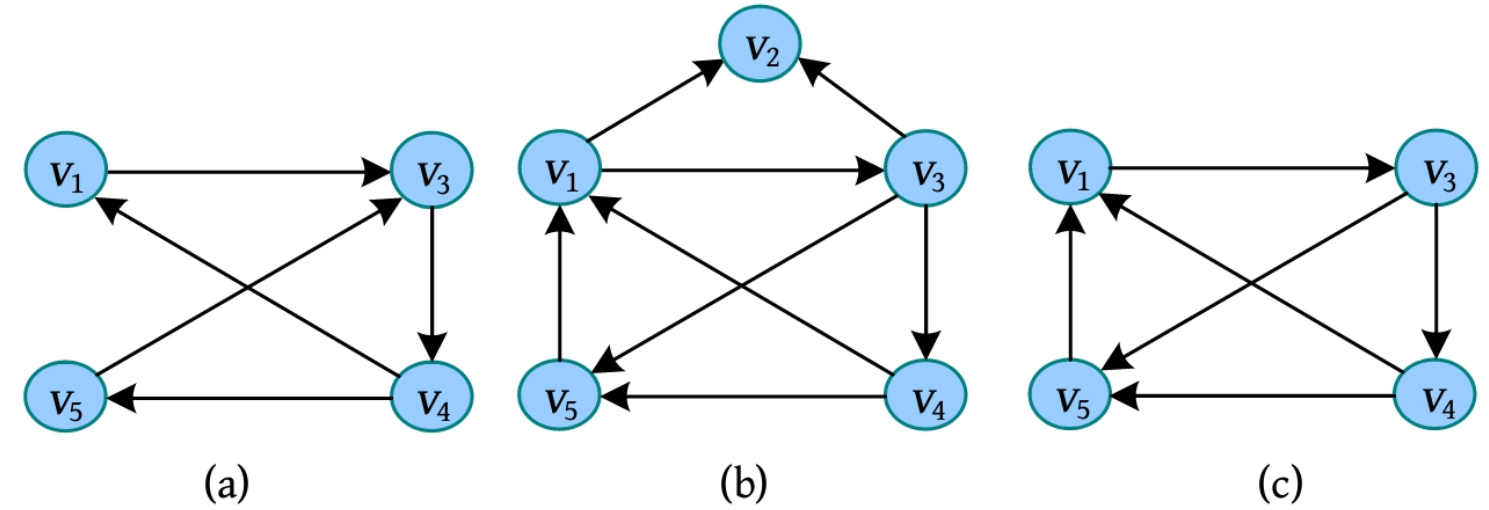 v₂
v₁ v₃ v₁ v₃ v₁ v₃
v₅ v₄ v₅ v₄ v₅ v₄
(a) (b) (c)